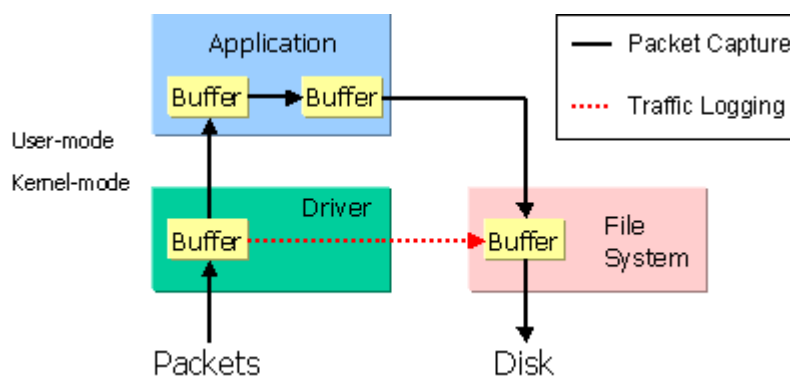 Application
Buffer
Buffer
Packet Capture
Traffic Logging
User-mode
Kernel-mode
Driver
Buffer
Buffer
File
System
Packets
Disk